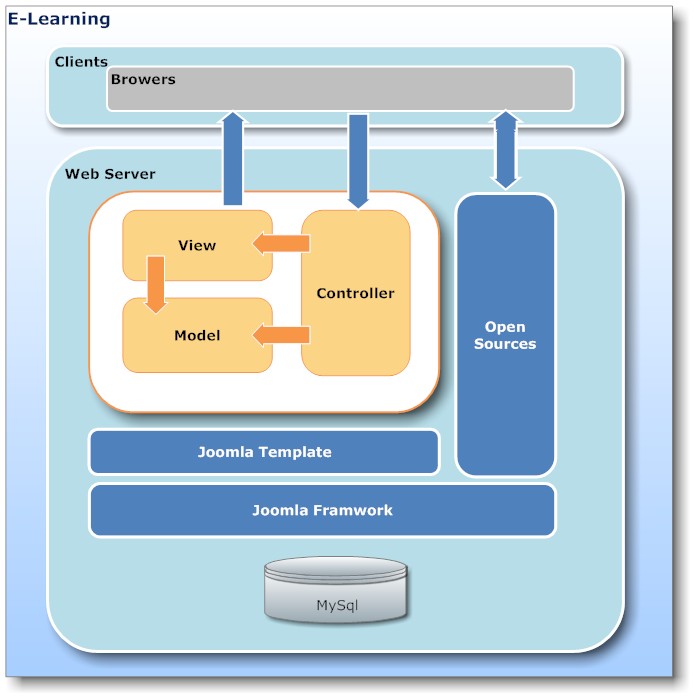 E-Learning
Clients
Browers
Web Server
View
Controller
Model
Open
Sources
Joomla Template
Joomla Framwork
MySql